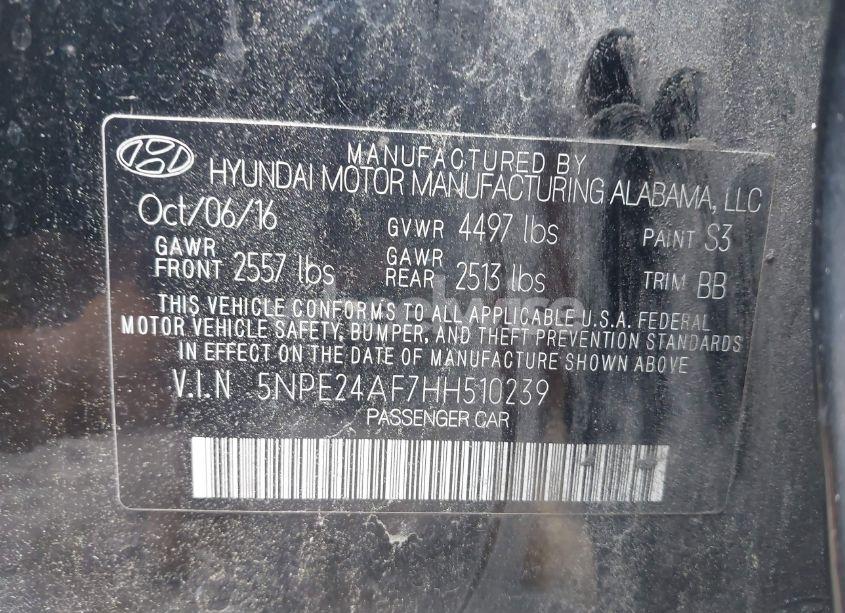 MANUFACTURED BY
HYUNDAI MOTOR MANUFACTURING ALABAMA, LLC
Oct/06/16 GVWR 4497 lbs PAINT S3
GAWR FRONT 2557 lbs GAWR REAR 2513 lbs TRIM BB
THIS VEHICLE CONFORMS TO ALL APPLICABLE U.S.A. FEDERAL
MOTOR VEHICLE SAFETY, BUMPER, AND THEFT PREVENTION STANDARDS
IN EFFECT ON THE DATE OF MANUFACTURE SHOWN ABOVE
V.I.N 5NPE24AF7HH510239
PASSENGER CAR